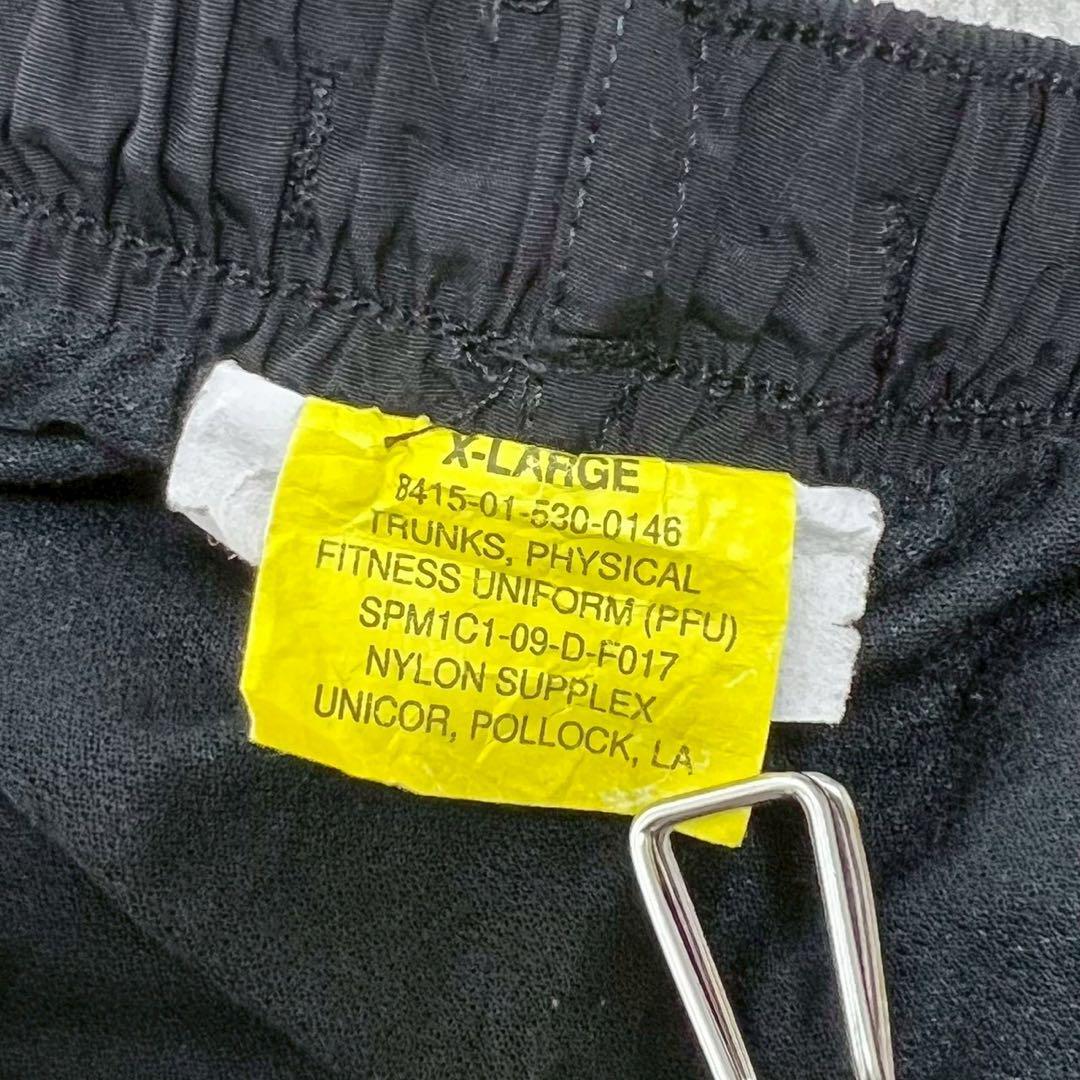 X-LARGE
8415-01-530-0146
TRUNKS, PHYSICAL
FITNESS UNIFORM (PFU)
SPM1C1-09-D-F017
NYLON SUPPLEX
UNICOR, POLLOCK, LA